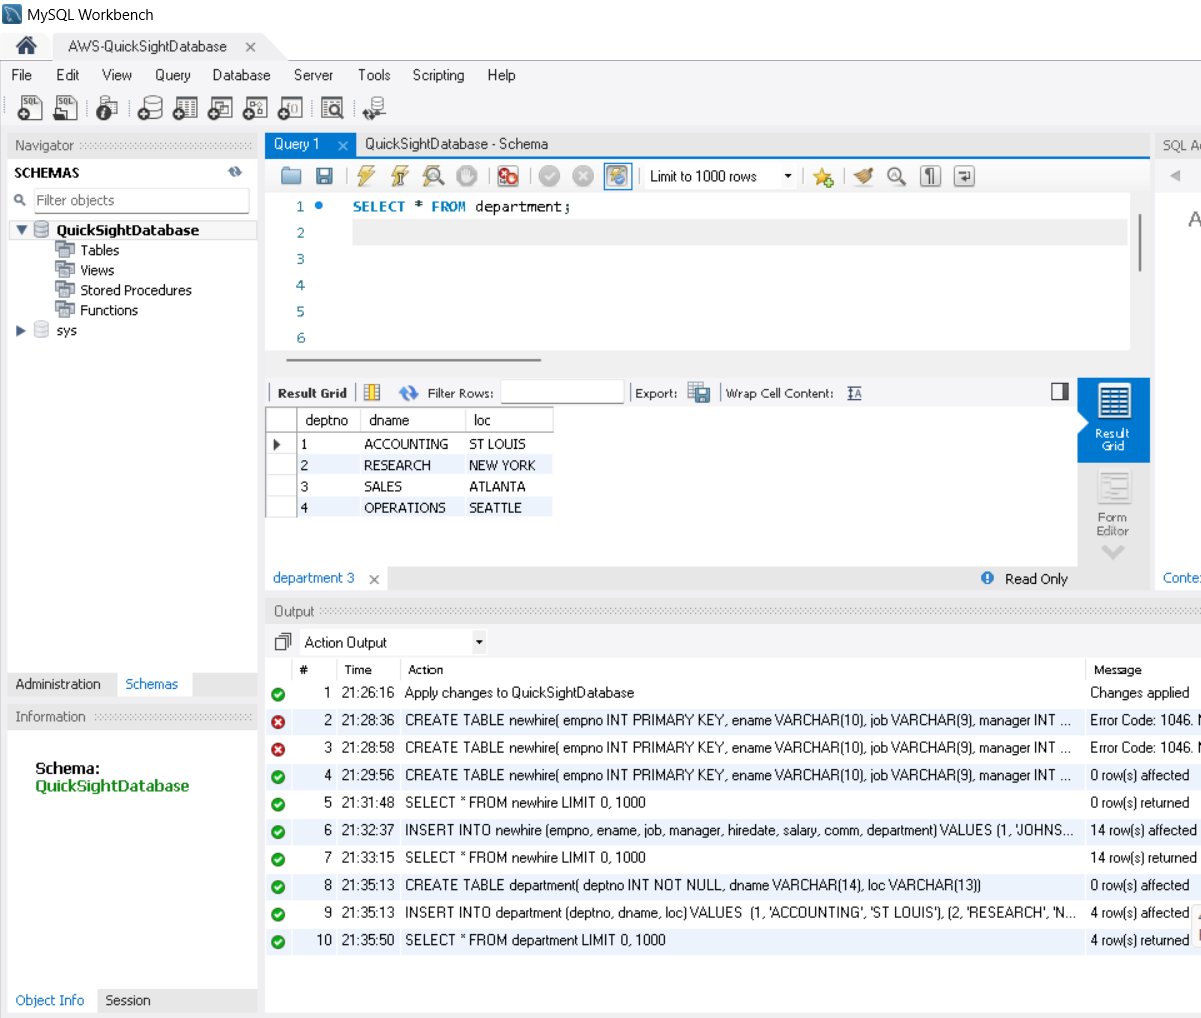 MySQL Workbench
AWS-QuickSightDatabase
File Edit View Query Database Server Tools Scripting Help
Navigator
SCHEMAS
Filter objects
QuickSightDatabase
Tables
Views
Stored Procedures
Functions
sys
Administration Schemas
Information
Schema:
QuickSightDatabase
Object Info Session
Query 1 QuickSightDatabase - Schema
Limit to 1000 rows
1 SELECT * FROM department;
2
3
4
5
6
Result Grid Filter Rows: Export: Wrap Cell Content:
deptno dname loc
1 ACCOUNTING ST LOUIS
2 RESEARCH NEW YORK
3 SALES ATLANTA
4 OPERATIONS SEATTLE
Result
Grid
Form
Editor
department 3 Read Only
Output
Action Output
# Time Action Message
1 21:26:16 Apply changes to QuickSightDatabase Changes applied
2 21:28:36 CREATE TABLE newhire( empno INT PRIMARY KEY, ename VARCHAR(10), job VARCHAR(9), manager INT ... Error Code: 1046.
3 21:28:58 CREATE TABLE newhire( empno INT PRIMARY KEY, ename VARCHAR(10), job VARCHAR(9), manager INT ... Error Code: 1046.
4 21:29:56 CREATE TABLE newhire( empno INT PRIMARY KEY, ename VARCHAR(10), job VARCHAR(9), manager INT ... 0 row(s) affected
5 21:31:48 SELECT * FROM newhire LIMIT 0, 1000 0 row(s) returned
6 21:32:37 INSERT INTO newhire (empno, ename, job, manager, hiredate, salary, comm, department) VALUES (1, 'JOHNS... 14 row(s) affected
7 21:33:15 SELECT * FROM newhire LIMIT 0, 1000 14 row(s) returned
8 21:35:13 CREATE TABLE department( deptno INT NOT NULL, dname VARCHAR(14), loc VARCHAR(13)) 0 row(s) affected
9 21:35:13 INSERT INTO department (deptno, dname, loc) VALUES (1, 'ACCOUNTING', 'ST LOUIS'), (2, 'RESEARCH', 'N... 4 row(s) affected
10 21:35:50 SELECT * FROM department LIMIT 0, 1000 4 row(s) returned
SQL